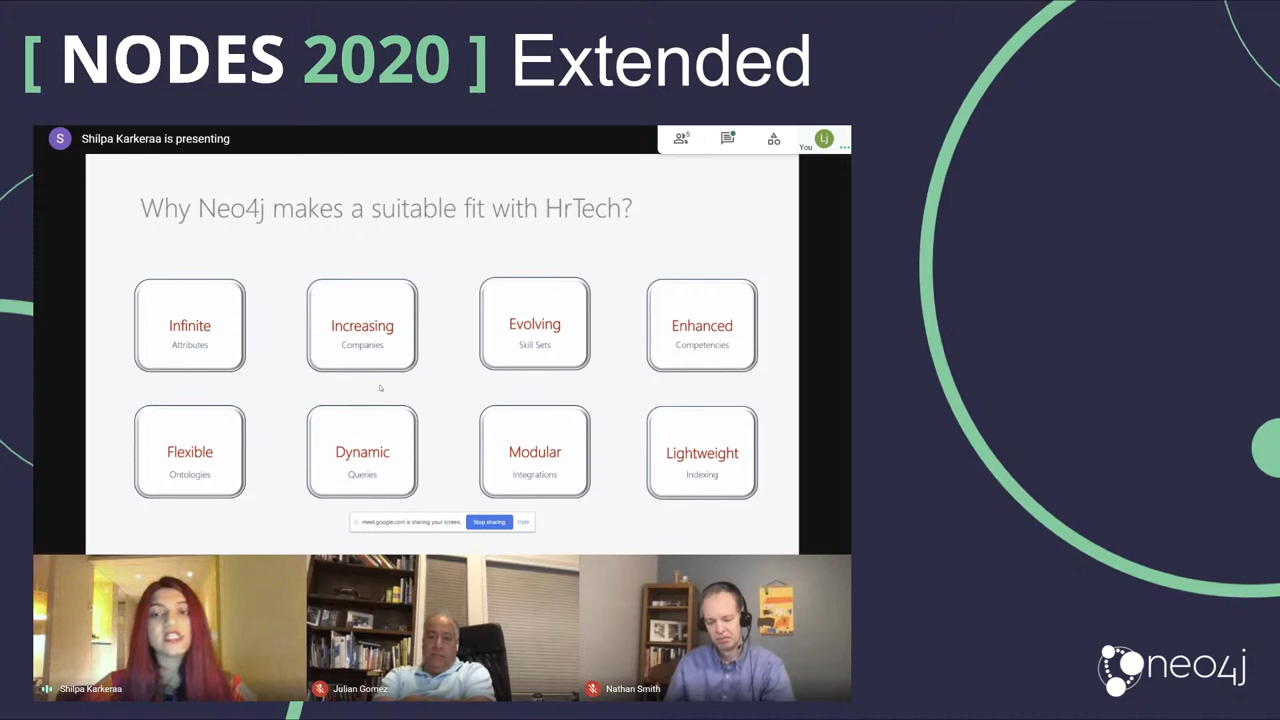 [ NODES 2020 ] Extended
S Shilpa Karkeraa is presenting
5
You
Lj
Why Neo4j makes a suitable fit with HrTech?
Infinite
Attributes
Increasing
Companies
Evolving
Skill Sets
Enhanced
Competencies
Flexible
Ontologies
Dynamic
Queries
Modular
Integrations
Lightweight
Indexing
meet.google.com is sharing your screen. Stop sharing Hide
Shilpa Karkeraa
Julian Gomez
Nathan Smith
neo4j